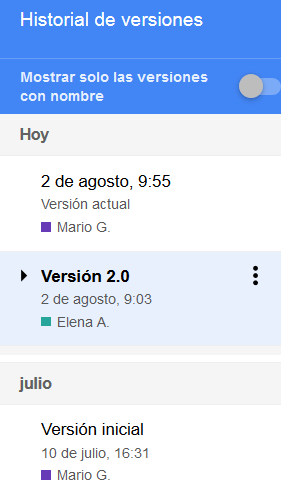 Historial de versiones
Mostrar solo las versiones
con nombre
Hoy
2 de agosto, 9:55
Versión actual
Mario G.
Versión 2.0
2 de agosto, 9:03
Elena A.
julio
Versión inicial
10 de julio, 16:31
Mario G.